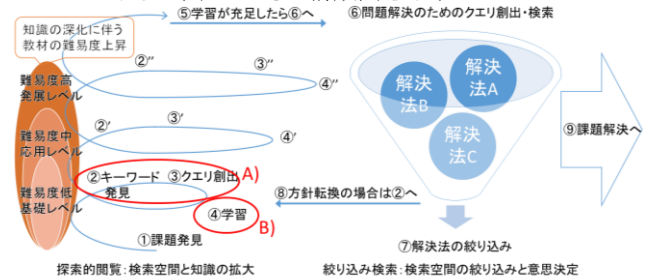 ⑤学習が充足したら⑥へ
⑥問題解決のためのクエリ創出・検索
知識の深化に伴う
教材の難易度上昇
②''
③''
④''
難易度高
発展レベル
②'
③'
④'
難易度中
応用レベル
②キーワード
発見
③クエリ創出
A)
難易度低
基礎レベル
④学習
B)
①課題発見
解決
法A
解決
法B
解決
法C
⑨課題解決へ
⑧方針転換の場合は②へ
⑦解決法の絞り込み
探索的閲覧：検索空間と知識の拡大
絞り込み検索：検索空間の絞り込みと意思決定